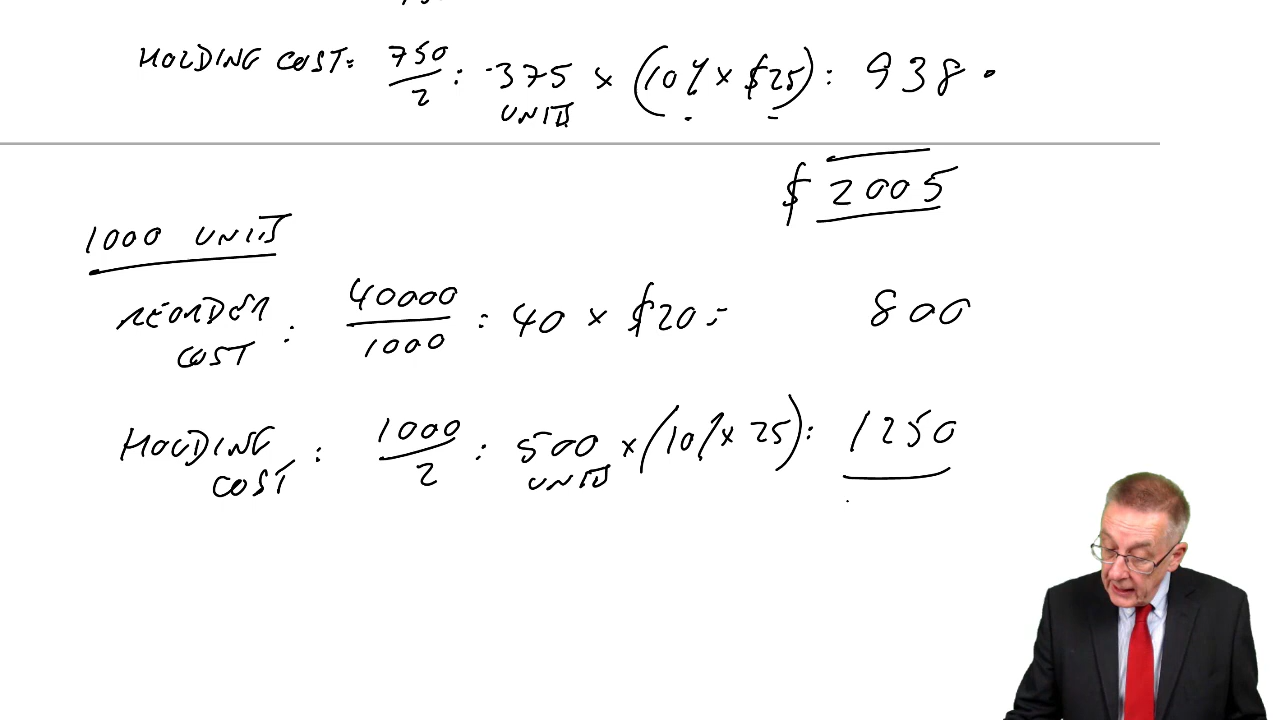 HOLDING COST: 750/2 : 375 × (10% × $25) : 938
UNITS
$ 2005
1000 UNITS
REORDER COST : 40000/1000 : 40 × $20 = 800
HOLDING COST : 1000/2 : 500 × (10% × 25) : 1250
UNITS